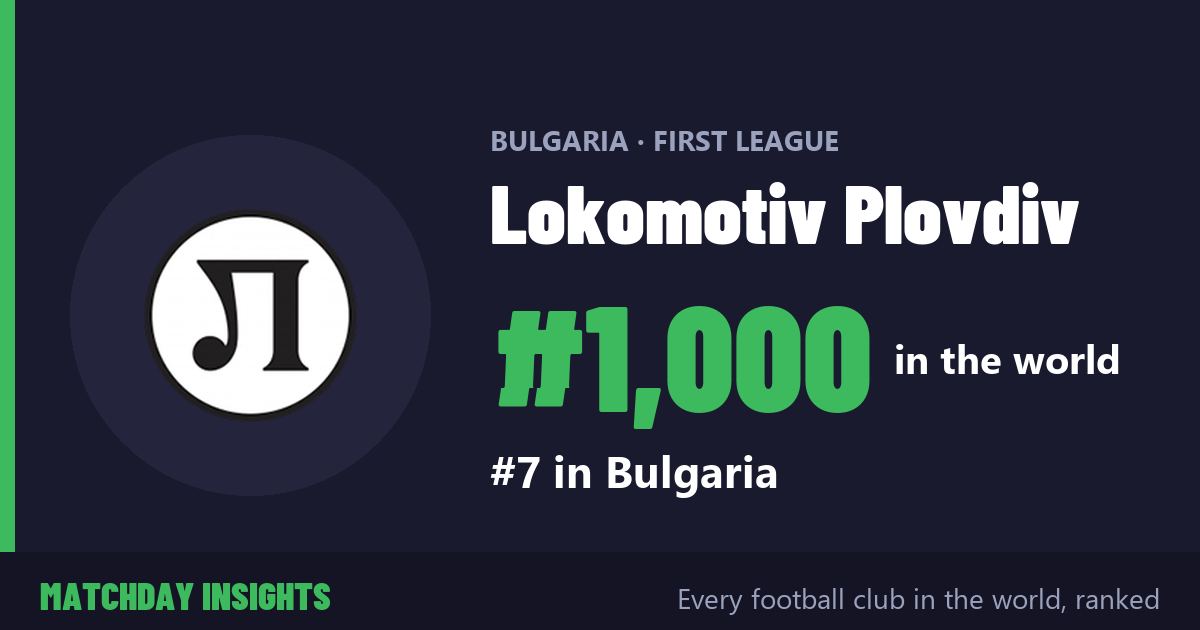 BULGARIA · FIRST LEAGUE
Lokomotiv Plovdiv
Л
#1,000 in the world
#7 in Bulgaria
MATCHDAY INSIGHTS
Every football club in the world, ranked